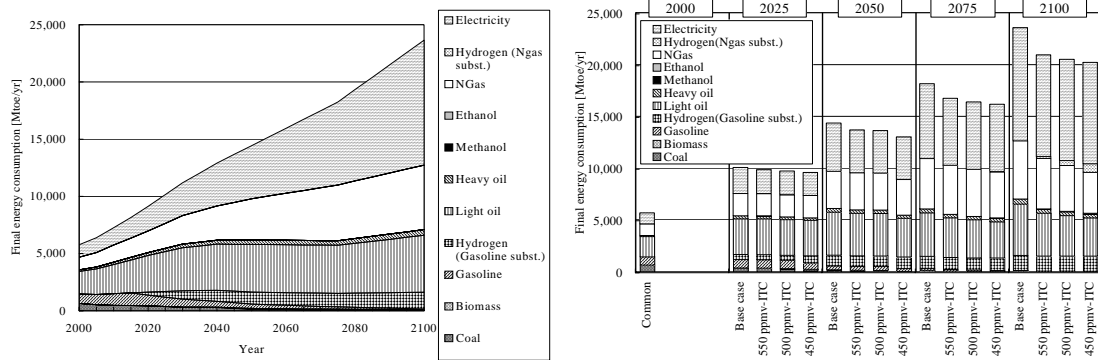 25,000
20,000
15,000
10,000
5,000
0
Final energy consumption [Mtoe/yr]
2000 2020 2040 2060 2080 2100
Year
Electricity
Hydrogen (Ngas
subst.)
NGas
Ethanol
Methanol
Heavy oil
Light oil
Hydrogen
(Gasoline subst.)
Gasoline
Biomass
Coal
2000 2025 2050 2075 2100
25,000
20,000
15,000
10,000
5,000
0
Final energy consumption [Mtoe/yr]
Electricity
Hydrogen(Ngas subst.)
NGas
Ethanol
Methanol
Heavy oil
Light oil
Hydrogen(Gasoline subst.)
Gasoline
Biomass
Coal
Common
Base case
550 ppmv-ITC
500 ppmv-ITC
450 ppmv-ITC
Base case
550 ppmv-ITC
500 ppmv-ITC
450 ppmv-ITC
Base case
550 ppmv-ITC
500 ppmv-ITC
450 ppmv-ITC
Base case
550 ppmv-ITC
500 ppmv-ITC
450 ppmv-ITC